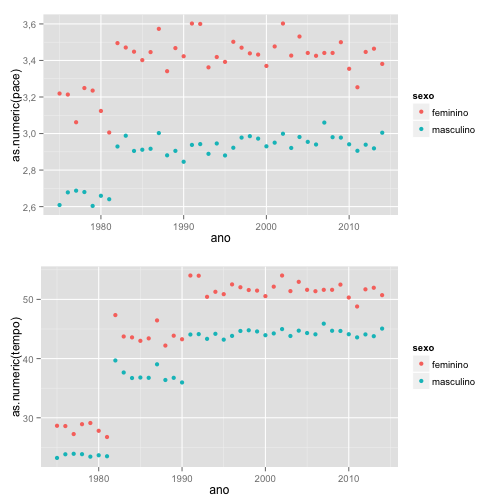 3,6
3,4
3,2
3,0
2,8
2,6
as.numeric(pace)
1980
1990
2000
2010
ano
sexo
feminino
masculino
50
40
30
as.numeric(tempo)
1980
1990
2000
2010
ano
sexo
feminino
masculino